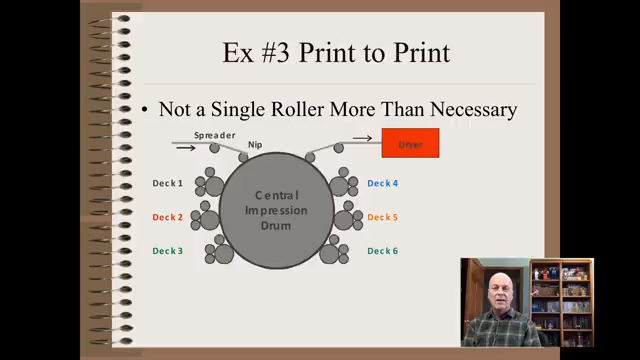 Ex #3 Print to Print
• Not a Single Roller More Than Necessary
Spreader
Nip
Dryer
Deck 1
Deck 2
Deck 3
Central
Impression
Drum
Deck 4
Deck 5
Deck 6